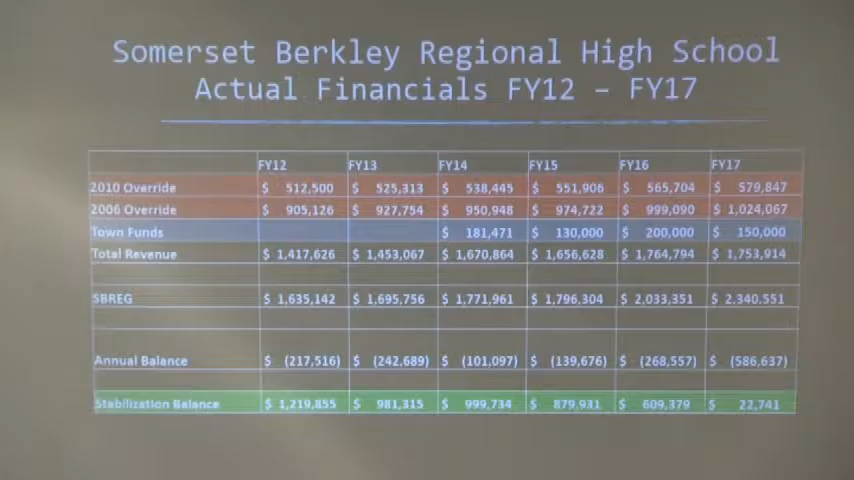 Somerset Berkley Regional High School
Actual Financials FY12 – FY17
FY12 FY13 FY14 FY15 FY16 FY17
2010 Override $ 512,500 $ 525,313 $ 538,445 $ 551,906 $ 565,704 $ 579,847
2006 Override $ 905,126 $ 927,754 $ 950,948 $ 974,722 $ 999,090 $ 1,024,067
Town Funds $ 181,471 $ 130,000 $ 200,000 $ 150,000
Total Revenue $ 1,417,626 $ 1,453,067 $ 1,670,864 $ 1,656,628 $ 1,764,794 $ 1,753,914
SBREG $ 1,635,142 $ 1,695,756 $ 1,771,961 $ 1,796,304 $ 2,033,351 $ 2,340,551
Annual Balance $ (217,516) $ (242,689) $ (101,097) $ (139,676) $ (268,557) $ (586,637)
Stabilization Balance $ 1,219,855 $ 981,315 $ 999,734 $ 879,931 $ 609,379 $ 22,741